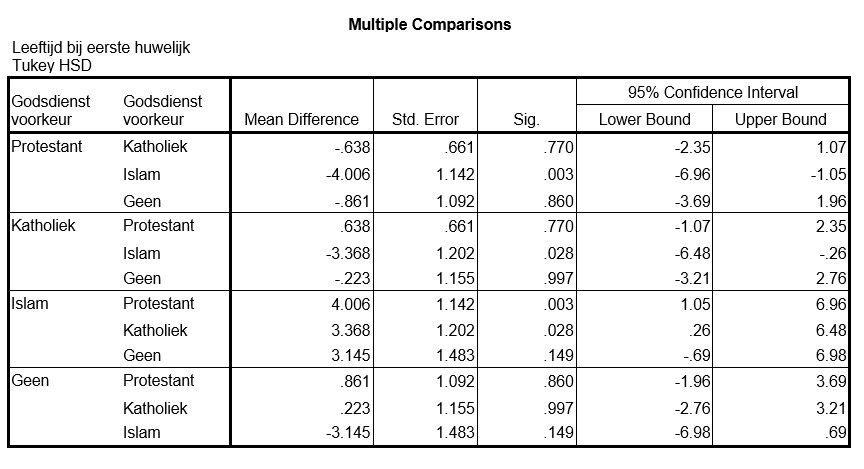 Multiple Comparisons
Leeftijd bij eerste huwelijk
Tukey HSD
Godsdienst voorkeur Godsdienst voorkeur Mean Difference Std. Error Sig. 95% Confidence Interval
Lower Bound Upper Bound
Protestant Katholiek -.638 .661 .770 -2.35 1.07
Islam -4.006 1.142 .003 -6.96 -1.05
Geen -.861 1.092 .860 -3.69 1.96
Katholiek Protestant .638 .661 .770 -1.07 2.35
Islam -3.368 1.202 .028 -6.48 -.26
Geen -.223 1.155 .997 -3.21 2.76
Islam Protestant 4.006 1.142 .003 1.05 6.96
Katholiek 3.368 1.202 .028 .26 6.48
Geen 3.145 1.483 .149 -.69 6.98
Geen Protestant .861 1.092 .860 -1.96 3.69
Katholiek .223 1.155 .997 -2.76 3.21
Islam -3.145 1.483 .149 -6.98 .69